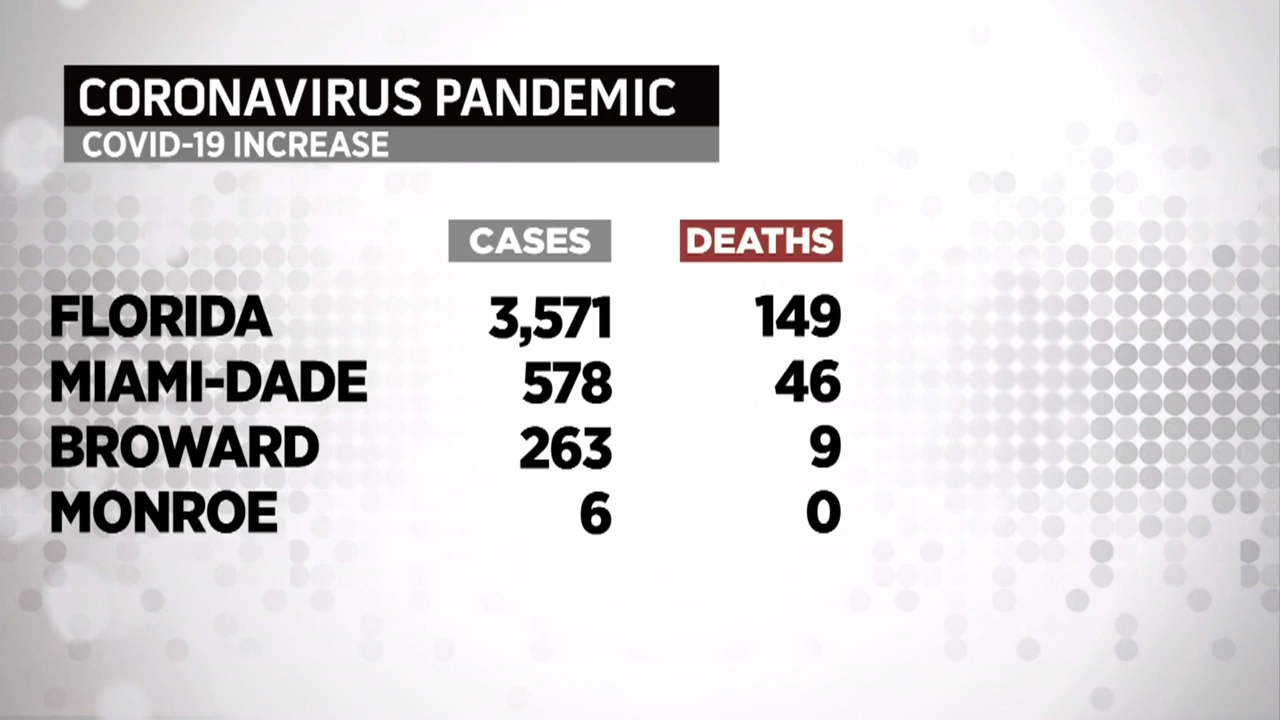 CORONAVIRUS PANDEMIC
COVID-19 INCREASE
CASES DEATHS
FLORIDA 3,571 149
MIAMI-DADE 578 46
BROWARD 263 9
MONROE 6 0